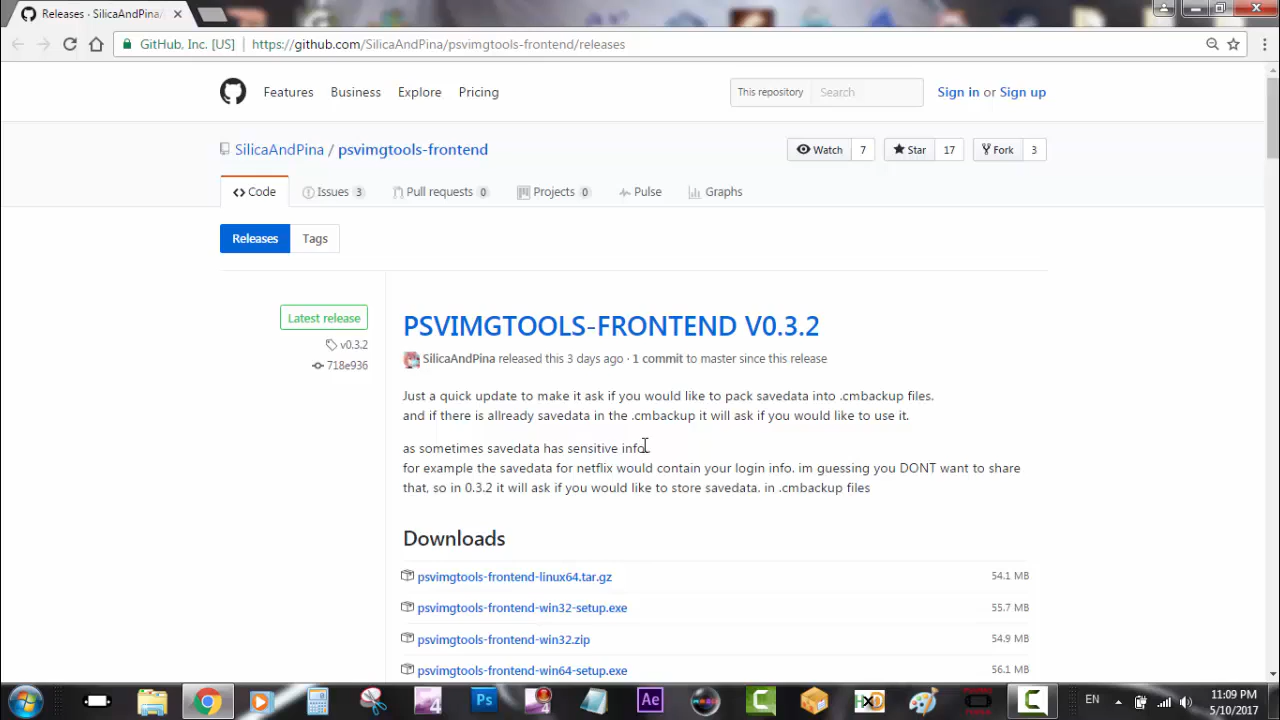 Releases · SilicaAndPina/
GitHub, Inc. [US]
https://github.com/SilicaAndPina/psvimgtools-frontend/releases
Features Business Explore Pricing
This repository Search
Sign in or Sign up
SilicaAndPina / psvimgtools-frontend
Watch 7 Star 17 Fork 3
Code Issues 3 Pull requests 0 Projects 0 Pulse Graphs
Releases Tags
Latest release
v0.3.2
718e936
PSVIMGTOOLS-FRONTEND V0.3.2
SilicaAndPina released this 3 days ago · 1 commit to master since this release
Just a quick update to make it ask if you would like to pack savedata into .cmbackup files.
and if there is allready savedata in the .cmbackup it will ask if you would like to use it.
as sometimes savedata has sensitive info.
for example the savedata for netflix would contain your login info. im guessing you DONT want to share
that, so in 0.3.2 it will ask if you would like to store savedata. in .cmbackup files
Downloads
psvimgtools-frontend-linux64.tar.gz 54.1 MB
psvimgtools-frontend-win32-setup.exe 55.7 MB
psvimgtools-frontend-win32.zip 54.9 MB
psvimgtools-frontend-win64-setup.exe 56.1 MB
4 Ps 4 Ae C HxD C
EN
11:09 PM
5/10/2017